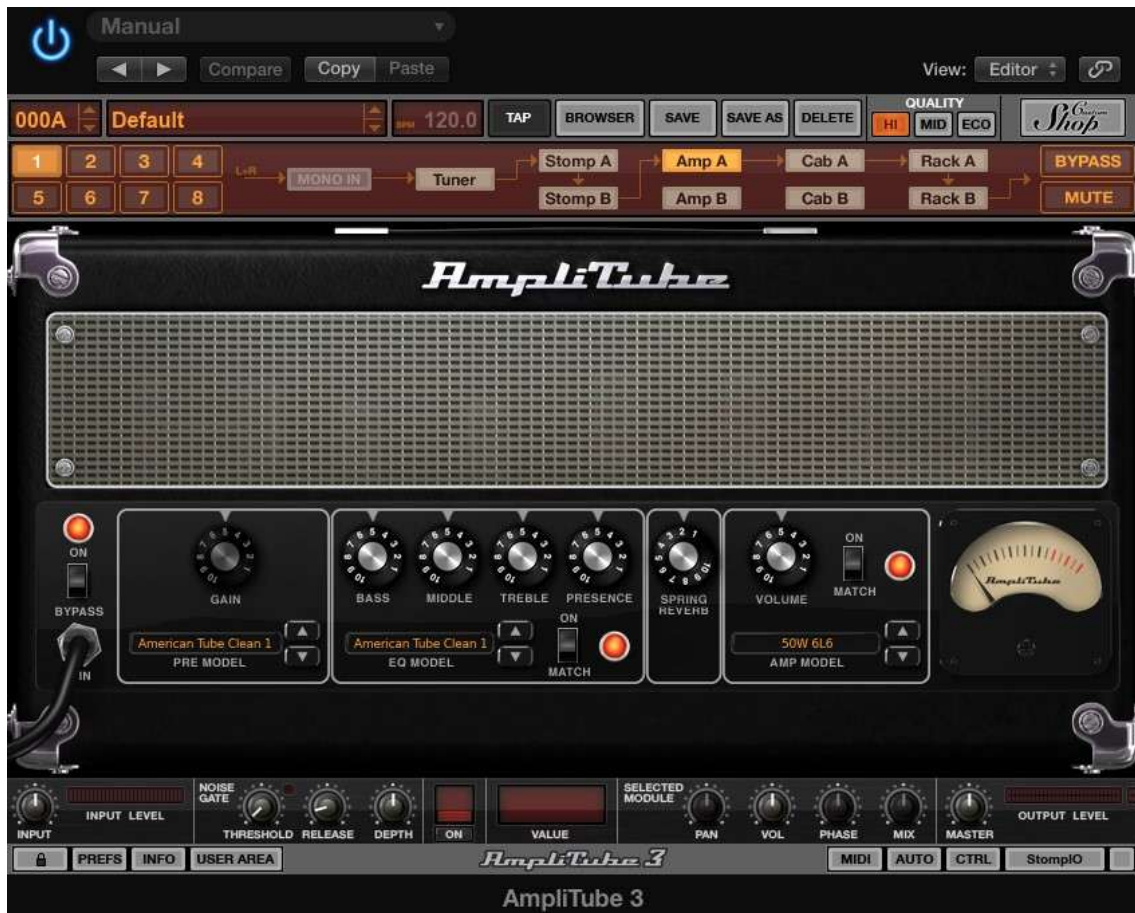 Manual
Compare Copy Paste View: Editor
000A Default BPM 120.0 TAP BROWSER SAVE SAVE AS DELETE QUALITY HI MID ECO Custom Shop
1 2 3 4 L+R MONO IN Tuner Stomp A Amp A Cab A Rack A BYPASS
5 6 7 8 Stomp B Amp B Cab B Rack B MUTE
AmpliTube
ON
BYPASS
IN
GAIN
American Tube Clean 1
PRE MODEL
BASS MIDDLE TREBLE PRESENCE
American Tube Clean 1
EQ MODEL
ON
MATCH
SPRING
REVERB
VOLUME
ON
MATCH
50W 6L6
AMP MODEL
AmpliTube
INPUT INPUT LEVEL
NOISE
GATE
THRESHOLD RELEASE DEPTH ON VALUE
SELECTED
MODULE
PAN VOL PHASE MIX MASTER OUTPUT LEVEL
PREFS INFO USER AREA AmpliTube 3 MIDI AUTO CTRL StompIO
AmpliTube 3